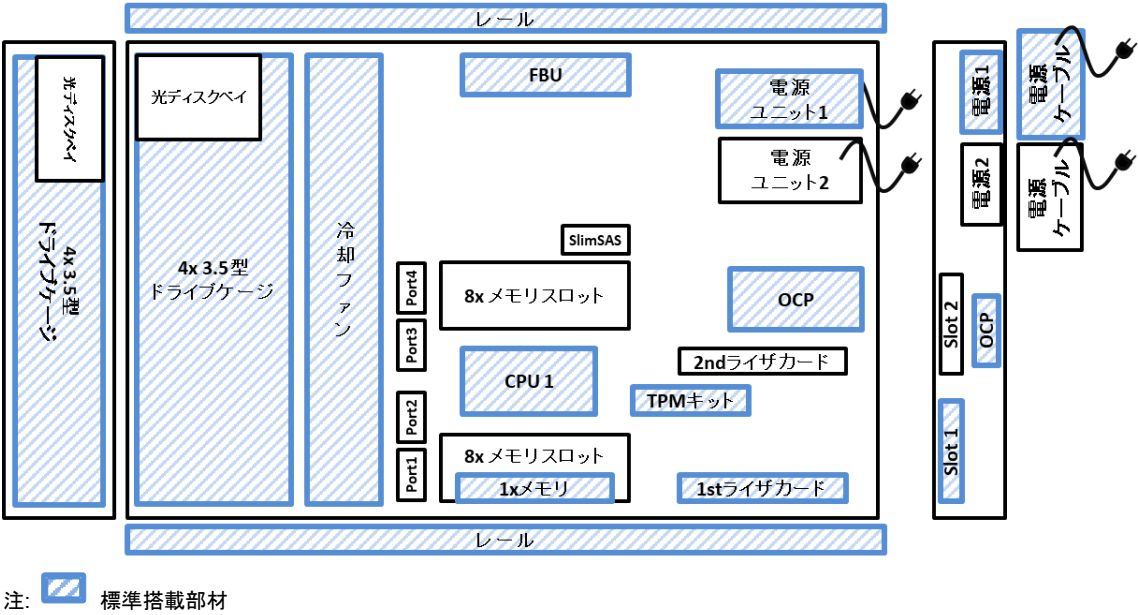 レール
光ディスクベイ
4x 3.5型
ドライブケージ
光ディスクベイ
4x 3.5型
ドライブケージ
冷却ファン
FBU
電源
ユニット1
電源
ユニット2
SlimSAS
Port4
Port3
Port2
Port1
8x メモリスロット
CPU 1
8x メモリスロット
1xメモリ
OCP
2ndライザカード
TPMキット
1stライザカード
電源1
電源2
Slot 2
OCP
Slot 1
電源
ケーブル
電源
ケーブル
レール
注:
標準搭載部材